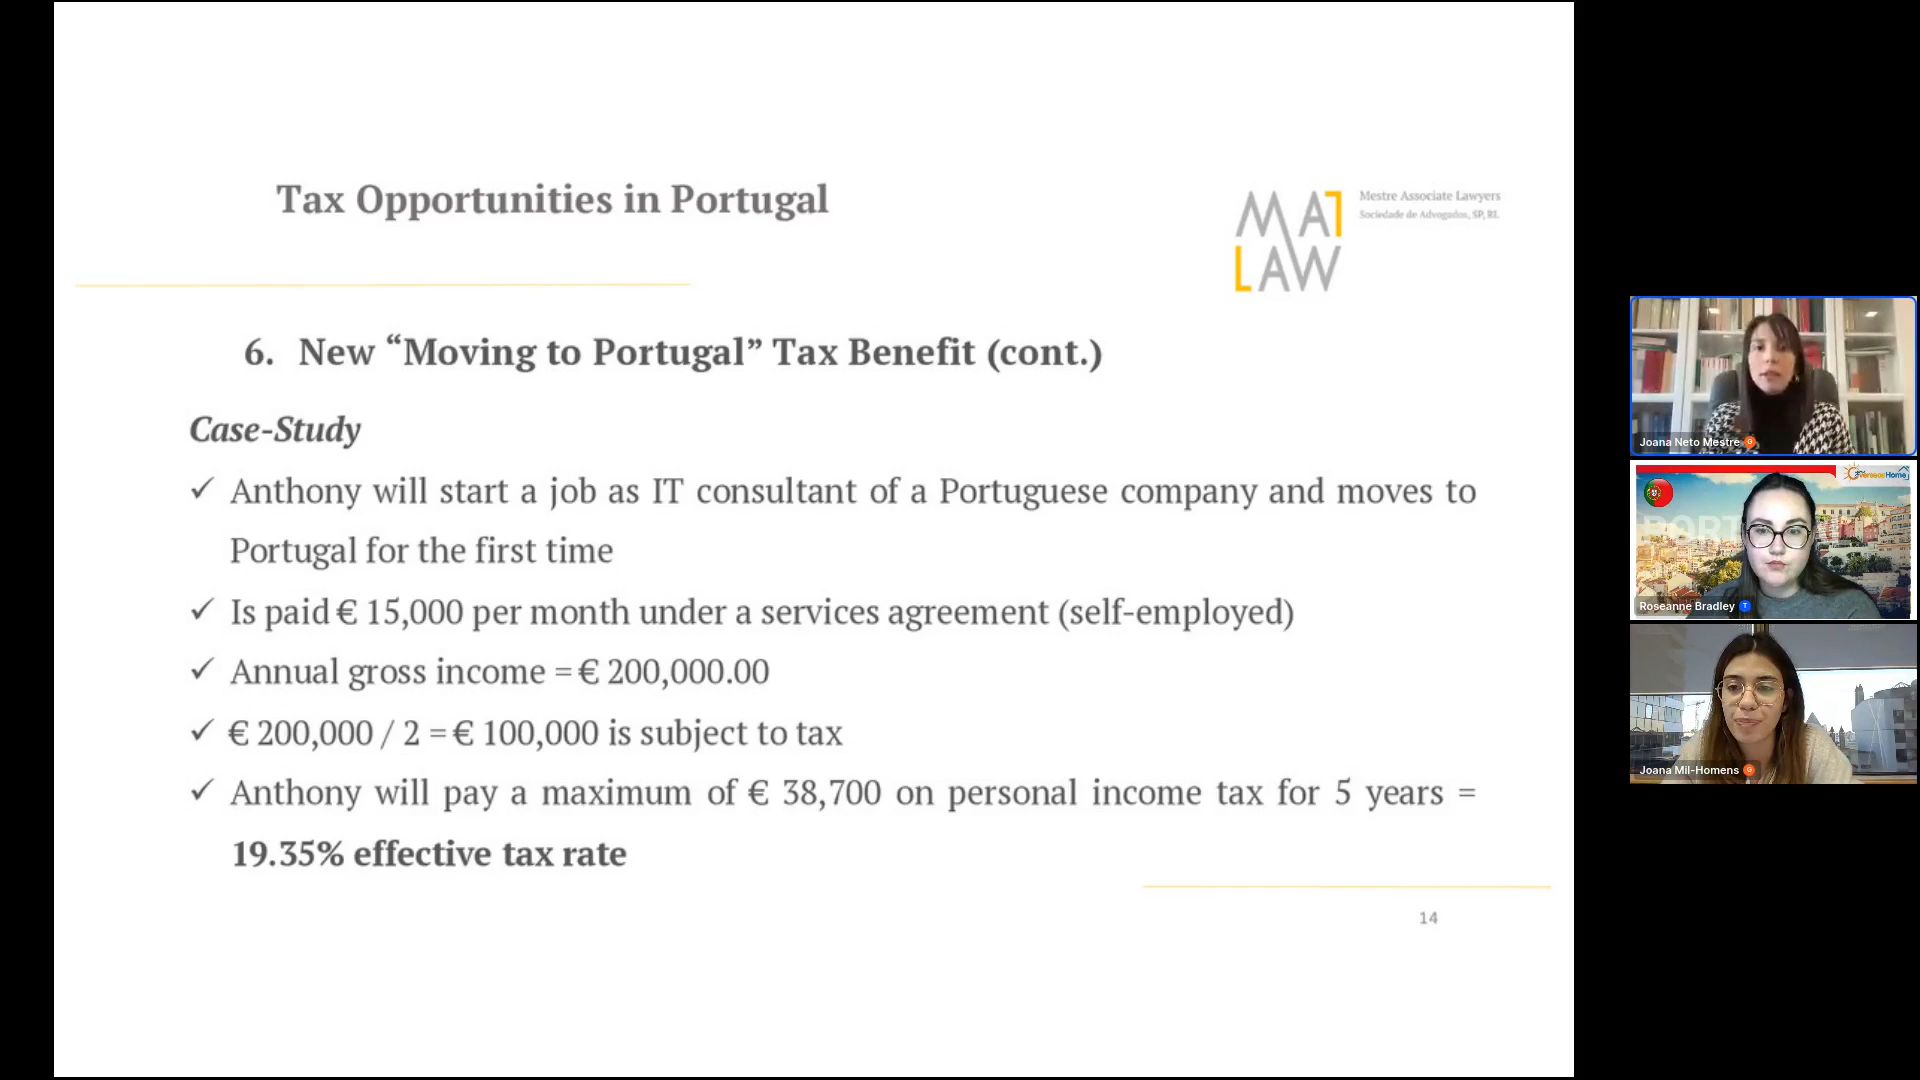 Tax Opportunities in Portugal
MAT
LAW
Mestre Associate Lawyers
Sociedade de Advogados, SP, RL
6. New “Moving to Portugal” Tax Benefit (cont.)
Case-Study
✓ Anthony will start a job as IT consultant of a Portuguese company and moves to
Portugal for the first time
✓ Is paid € 15,000 per month under a services agreement (self-employed)
✓ Annual gross income = € 200,000.00
✓ € 200,000 / 2 = € 100,000 is subject to tax
✓ Anthony will pay a maximum of € 38,700 on personal income tax for 5 years =
19.35% effective tax rate
14
Joana Neto Mestre G
OverseasHome
PORT
Roseanne Bradley T
Joana Mil-Homens G